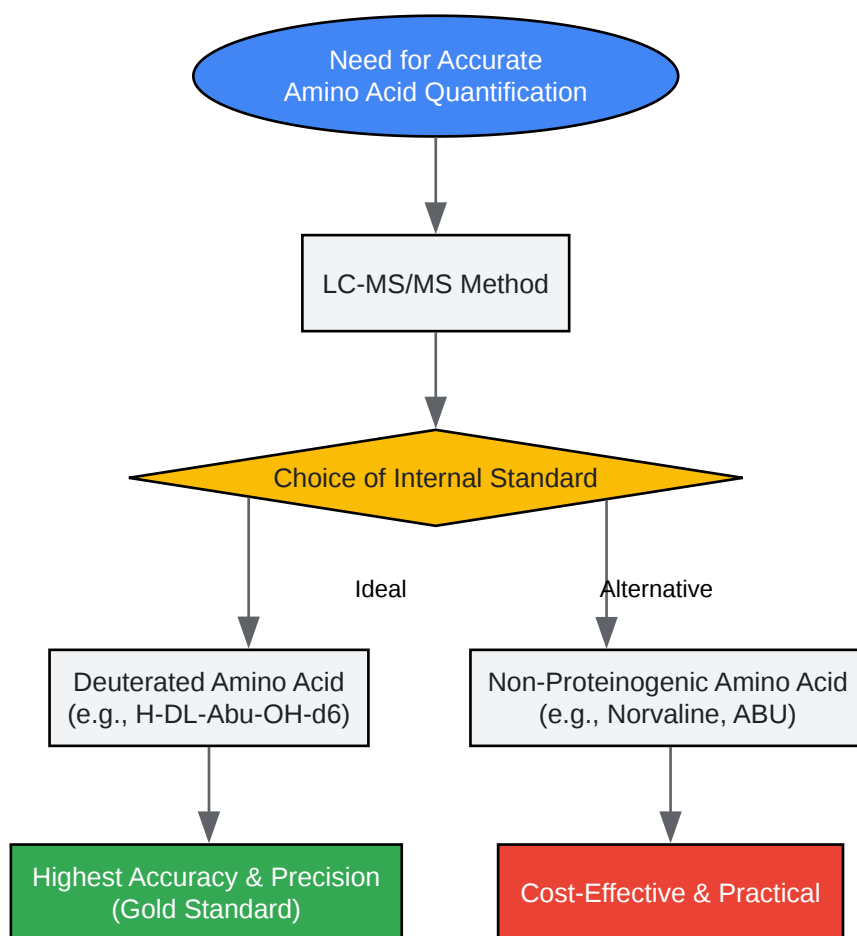 Need for Accurate
Amino Acid Quantification
LC-MS/MS Method
Choice of Internal Standard
Ideal
Alternative
Deuterated Amino Acid
(e.g., H-DL-Abu-OH-d6)
Non-Proteinogenic Amino Acid
(e.g., Norvaline, ABU)
Highest Accuracy & Precision
(Gold Standard)
Cost-Effective & Practical